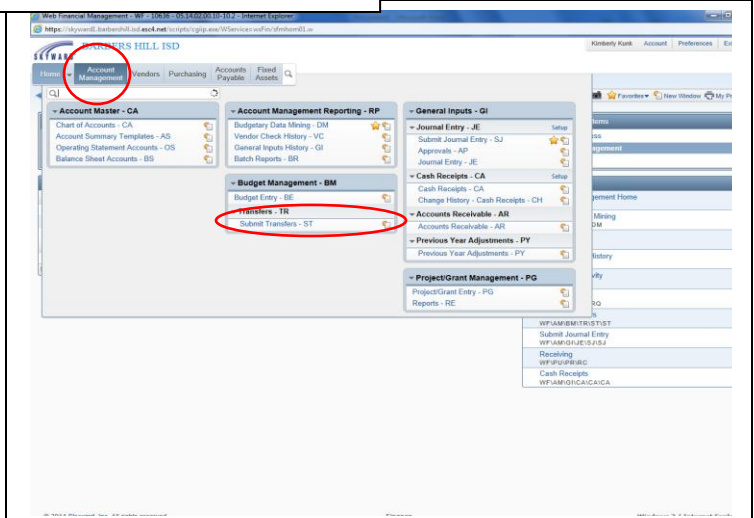 Web Financial Management - WF - 10636 - 05.14.02.00.10-10.2 - Internet Explorer
https://skyward1.barbershill.isd.esc4.net/scripts/cgiip.exe/WService=wsFin/sfmhom01.w
SKYWARD BARBERS HILL ISD
Kimberly Kunk Account Preferences
Home Account Management Vendors Purchasing Accounts Payable Fixed Assets
Favorites New Window
Account Master - CA
Chart of Accounts - CA
Account Summary Templates - AS
Operating Statement Accounts - OS
Balance Sheet Accounts - BS
Account Management Reporting - RP
Budgetary Data Mining - DM
Vendor Check History - VC
General Inputs History - GI
Batch Reports - BR
Budget Management - BM
Budget Entry - BE
Transfers - TR
Submit Transfers - ST
General Inputs - GI
Journal Entry - JE Setup
Submit Journal Entry - SJ
Approvals - AP
Journal Entry - JE
Cash Receipts - CA Setup
Cash Receipts - CA
Change History - Cash Receipts - CH
Accounts Receivable - AR
Accounts Receivable - AR
Previous Year Adjustments - PY
Previous Year Adjustments - PY
Project/Grant Management - PG
Project/Grant Entry - PG
Reports - RE
Mining
WF\AM\BM\TR\ST\ST
Submit Journal Entry
WF\AM\GI\JE\SJ\SJ
Receiving
WF\PU\PR\RC
Cash Receipts
WF\AM\GI\CA\CA\CA